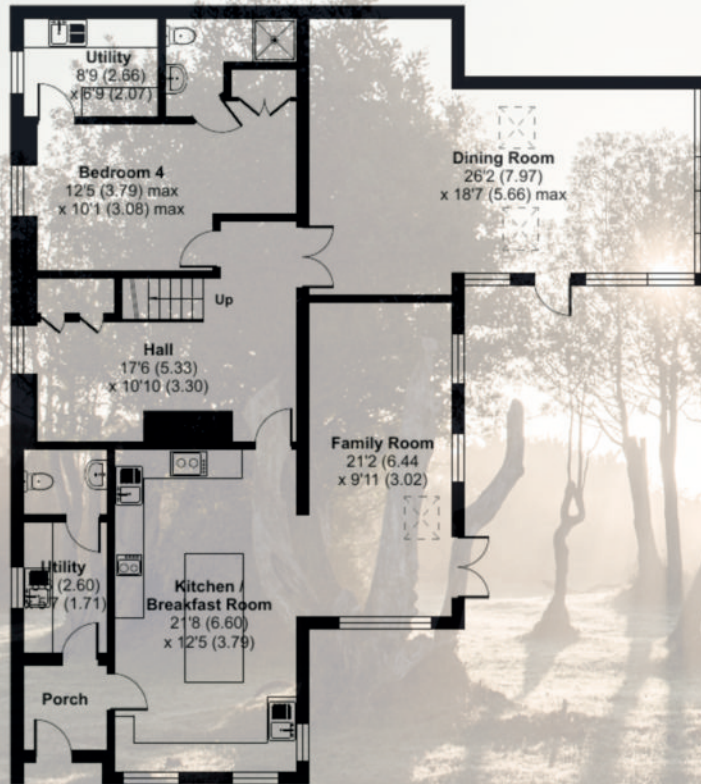 Utility
8'9 (2.66)
x 6'9 (2.07)
Bedroom 4
12'5 (3.79) max
x 10'1 (3.08) max
Dining Room
26'2 (7.97)
x 18'7 (5.66) max
Up
Hall
17'6 (5.33)
x 10'10 (3.30)
Family Room
21'2 (6.44
x 9'11 (3.02)
Utility
(2.60)
(1.71)
Kitchen /
Breakfast Room
21'8 (6.60)
x 12'5 (3.79)
Porch